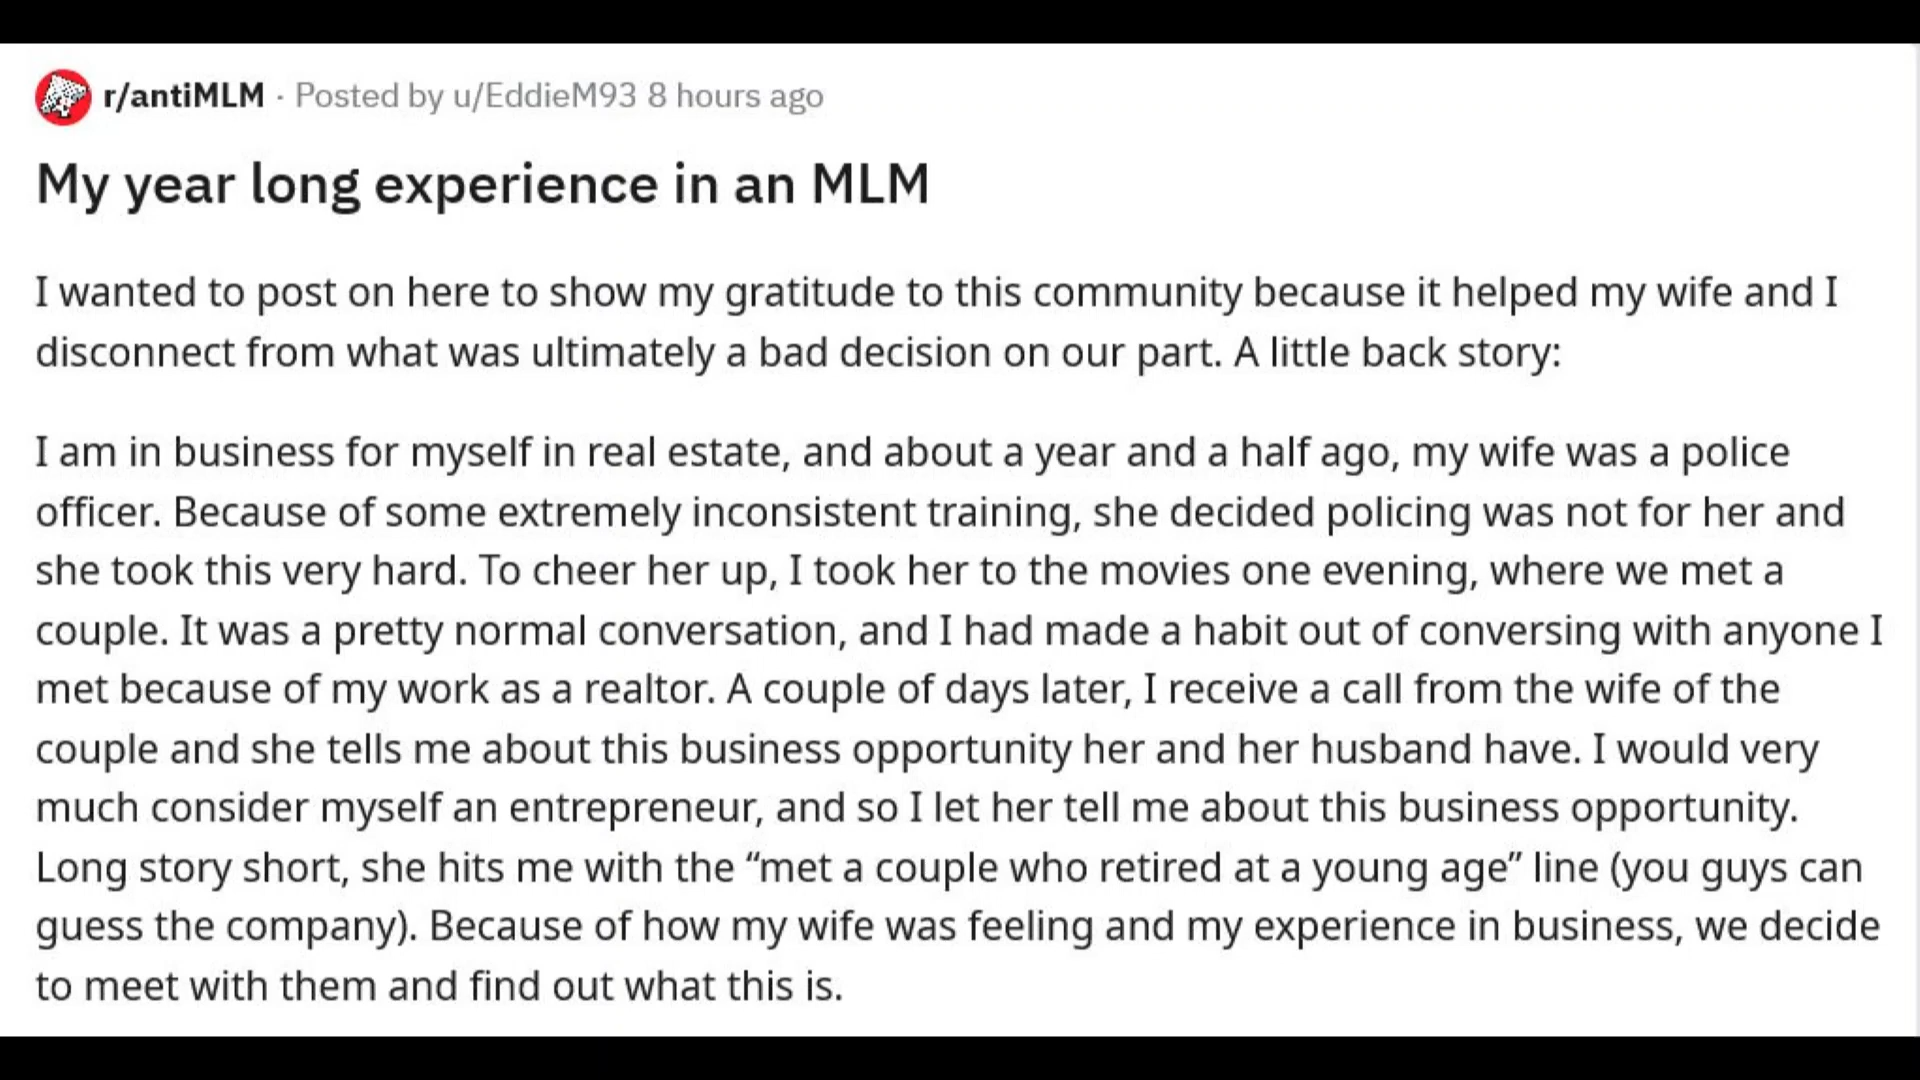 r/antiMLM · Posted by u/EddieM93 8 hours ago
My year long experience in an MLM
I wanted to post on here to show my gratitude to this community because it helped my wife and I
disconnect from what was ultimately a bad decision on our part. A little back story:
I am in business for myself in real estate, and about a year and a half ago, my wife was a police
officer. Because of some extremely inconsistent training, she decided policing was not for her and
she took this very hard. To cheer her up, I took her to the movies one evening, where we met a
couple. It was a pretty normal conversation, and I had made a habit out of conversing with anyone I
met because of my work as a realtor. A couple of days later, I receive a call from the wife of the
couple and she tells me about this business opportunity her and her husband have. I would very
much consider myself an entrepreneur, and so I let her tell me about this business opportunity.
Long story short, she hits me with the “met a couple who retired at a young age” line (you guys can
guess the company). Because of how my wife was feeling and my experience in business, we decide
to meet with them and find out what this is.